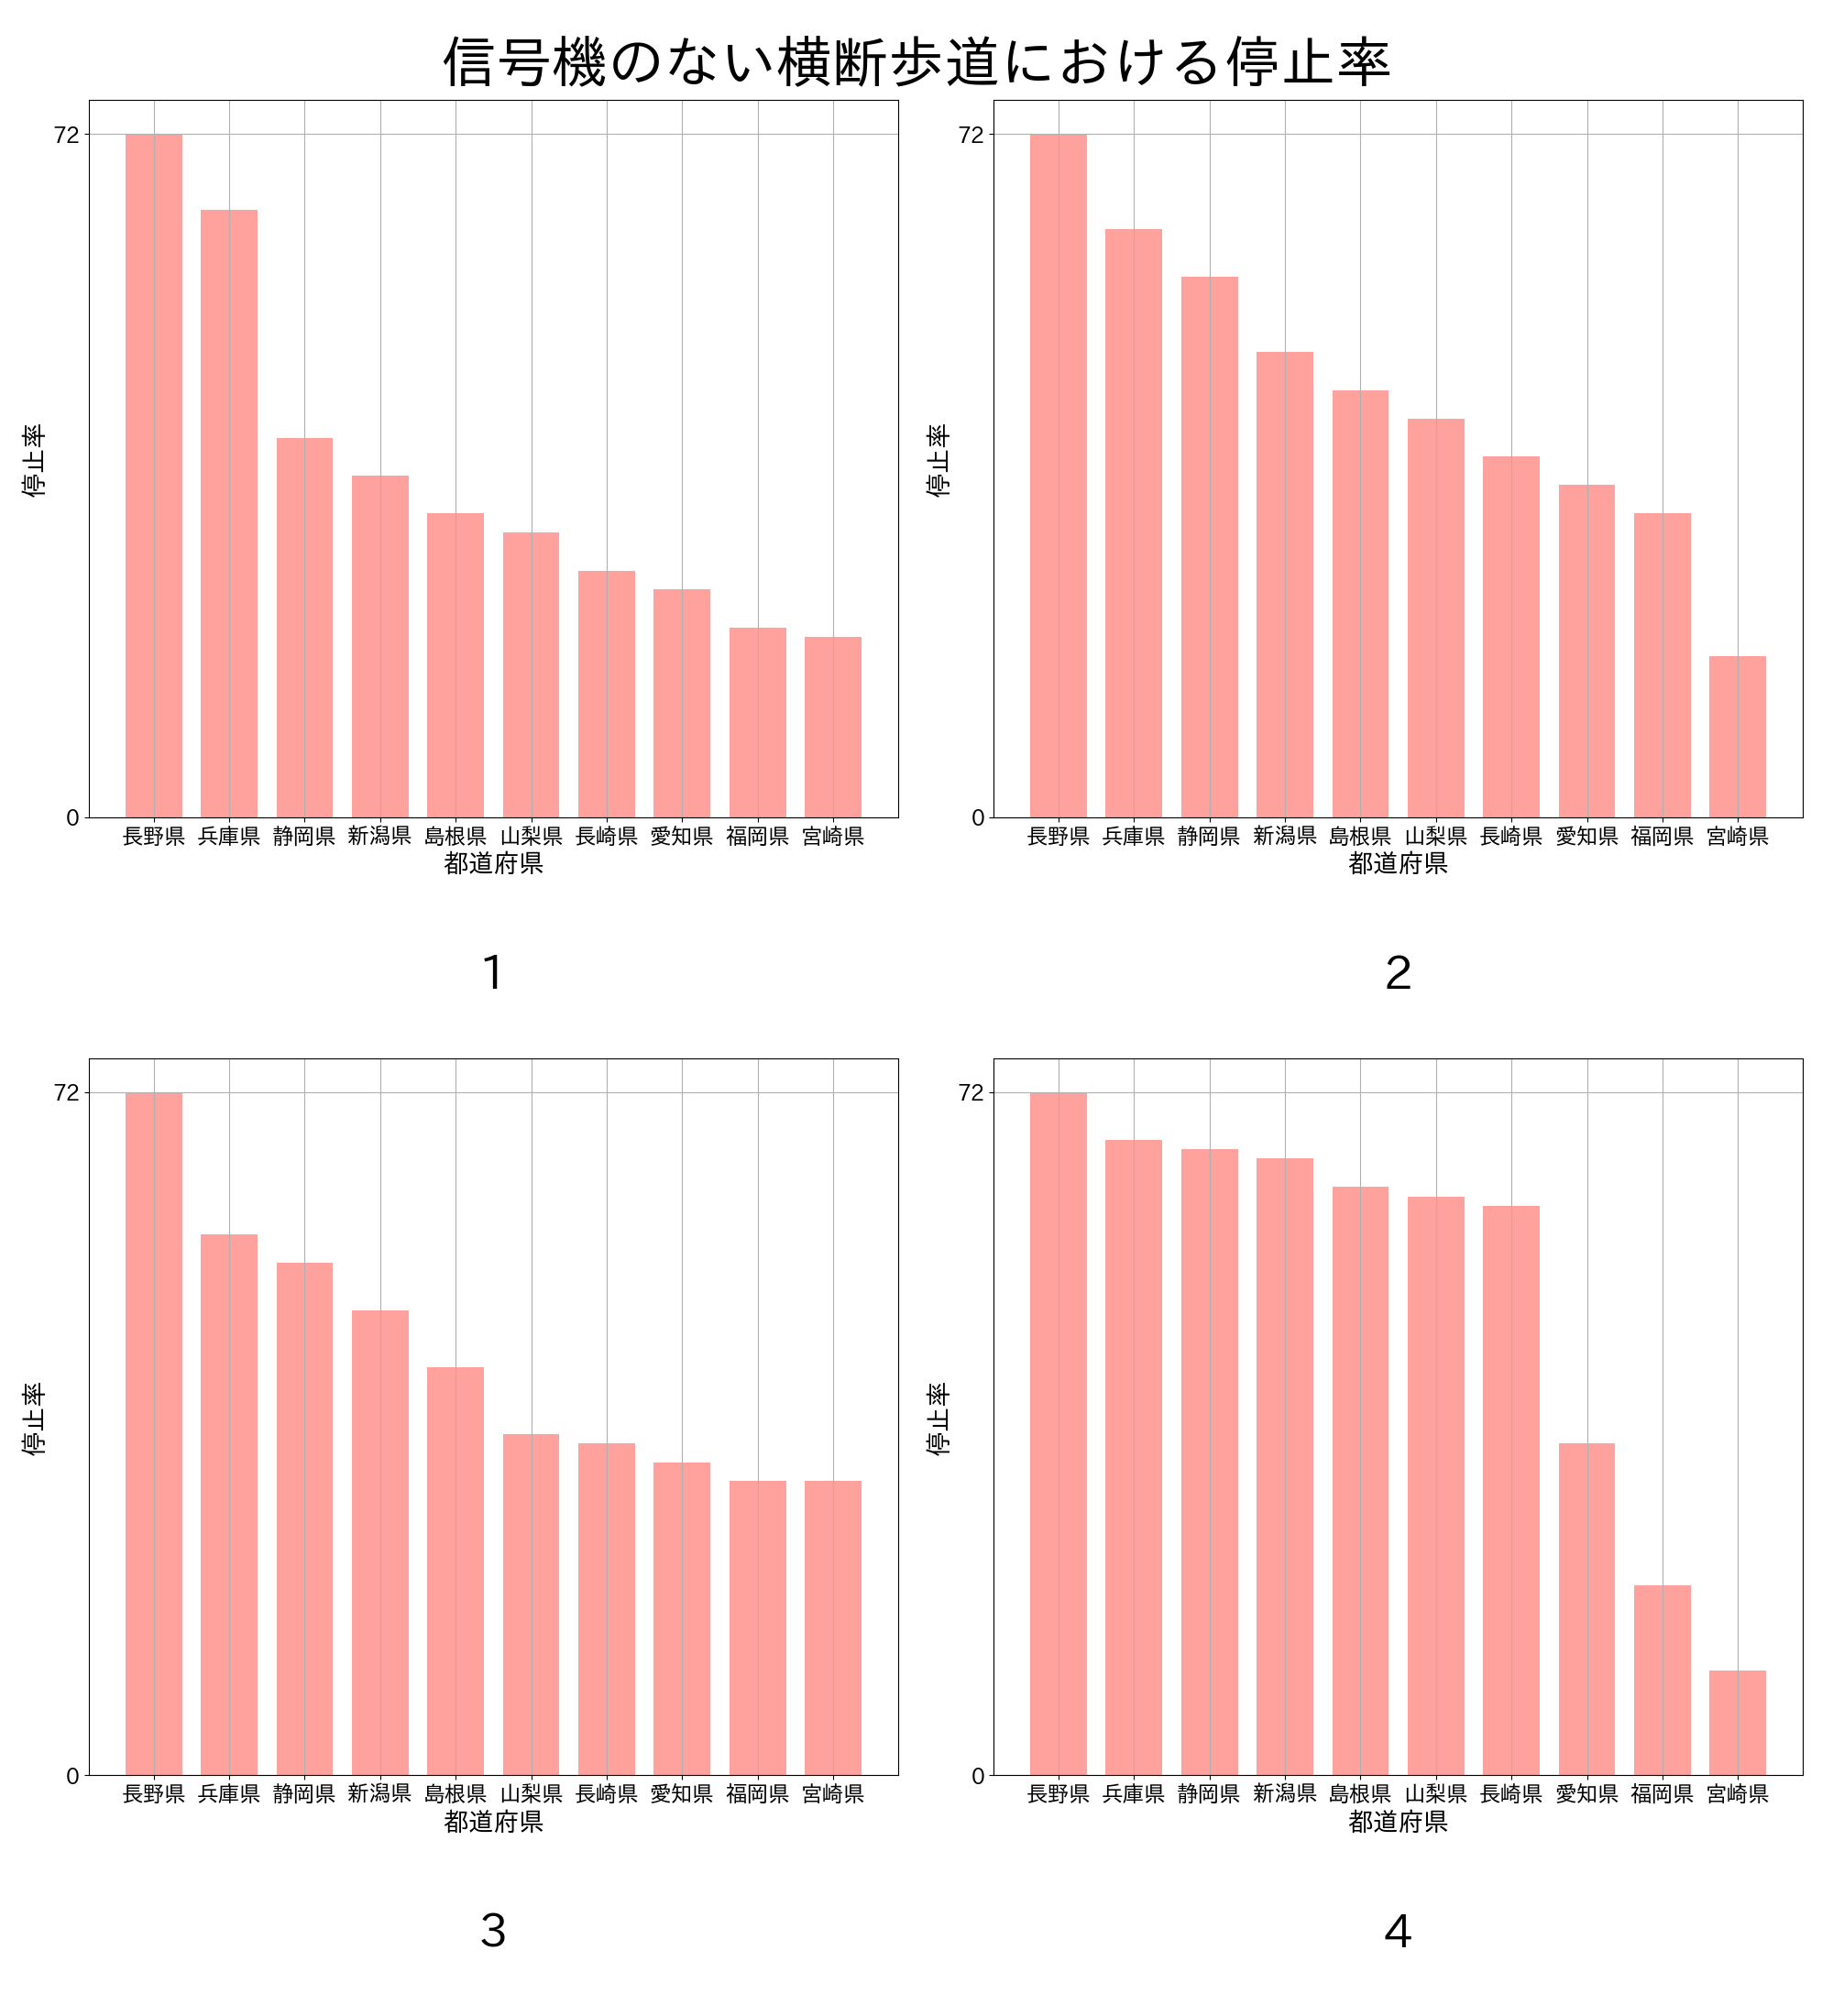 信号機のない横断歩道における停止率
72
0
停止率
長野県 兵庫県 静岡県 新潟県 島根県 山梨県 長崎県 愛知県 福岡県 宮崎県
都道府県
1
72
0
停止率
長野県 兵庫県 静岡県 新潟県 島根県 山梨県 長崎県 愛知県 福岡県 宮崎県
都道府県
2
72
0
停止率
長野県 兵庫県 静岡県 新潟県 島根県 山梨県 長崎県 愛知県 福岡県 宮崎県
都道府県
3
72
0
停止率
長野県 兵庫県 静岡県 新潟県 島根県 山梨県 長崎県 愛知県 福岡県 宮崎県
都道府県
4